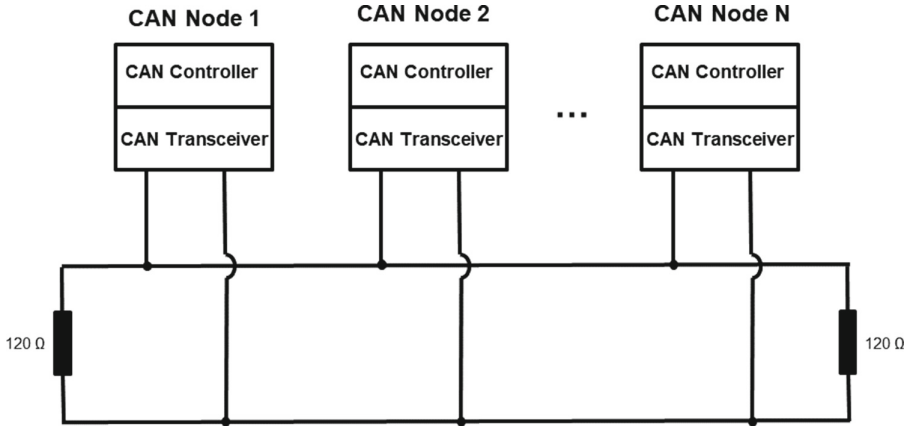 CAN Node 1
CAN Node 2
CAN Node N
CAN Controller
CAN Controller
CAN Controller
CAN Transceiver
CAN Transceiver
...
CAN Transceiver
120 Ω
120 Ω